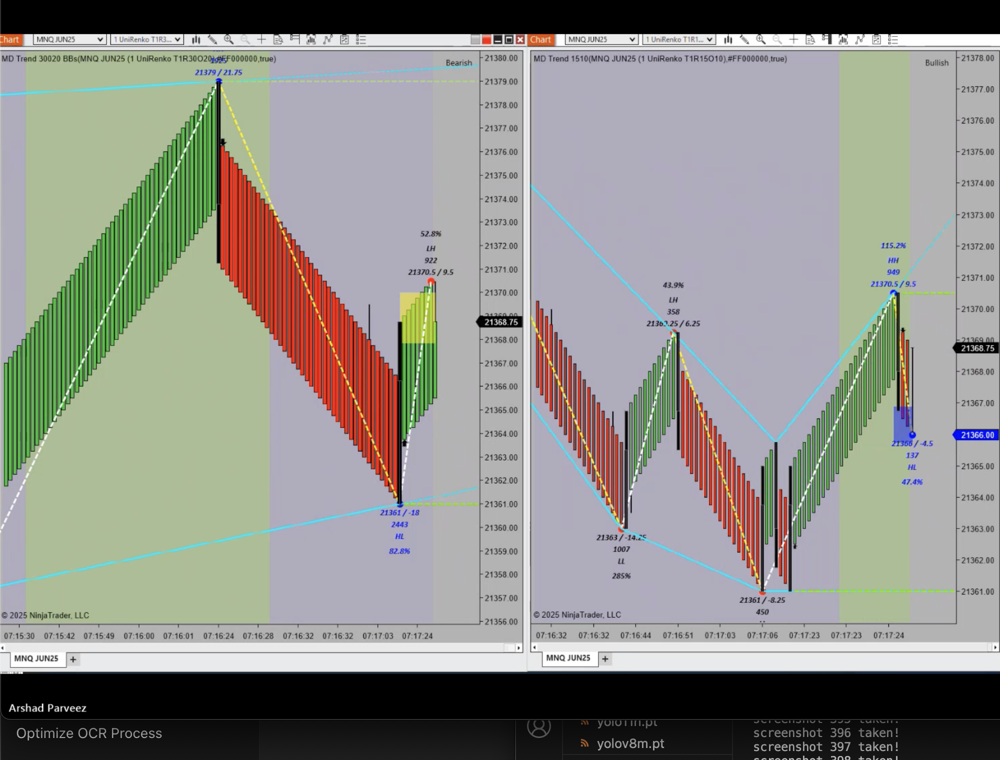 Chart MNQ JUN25 1 UniRenko T1R3...
MD Trend 30020 BBs(MNQ JUN25 (1 UniRenko T1R30O20),#FF000000,true)
Bearish
21379 / 21.75
52.8%
LH
922
21370.5 / 9.5
21361 / -18
2443
HL
82.8%
21380.00
21379.00
21378.00
21377.00
21376.00
21375.00
21374.00
21373.00
21372.00
21371.00
21370.00
21368.75
21368.00
21367.00
21366.00
21365.00
21364.00
21363.00
21362.00
21361.00
21360.00
21359.00
21358.00
21357.00
21356.00
© 2025 NinjaTrader, LLC
07:15:30 07:15:42 07:15:49 07:16:00 07:16:01 07:16:24 07:16:28 07:16:32 07:16:32 07:17:03 07:17:24
MNQ JUN25 +
Chart MNQ JUN25 1 UniRenko T1R1...
MD Trend 1510(MNQ JUN25 (1 UniRenko T1R15O10),#FF000000,true)
Bullish
43.9%
LH
358
21369.25 / 6.25
115.2%
HH
949
21370.5 / 9.5
21363 / -14.25
1007
LL
285%
21361 / -8.25
450
21366 / -4.5
137
HL
47.4%
21378.00
21377.00
21376.00
21375.00
21374.00
21373.00
21372.00
21371.00
21370.00
21369.00
21368.75
21368.00
21367.00
21366.00
21365.00
21364.00
21363.00
21362.00
21361.00
© 2025 NinjaTrader, LLC
07:16:32 07:16:32 07:16:44 07:16:51 07:17:03 07:17:06 07:17:23 07:17:23 07:17:24
MNQ JUN25 +
Arshad Parveez
Optimize OCR Process
yolo11n.pt
yolov8m.pt
screenshot 395 taken!
screenshot 396 taken!
screenshot 397 taken!
screenshot 398 taken!